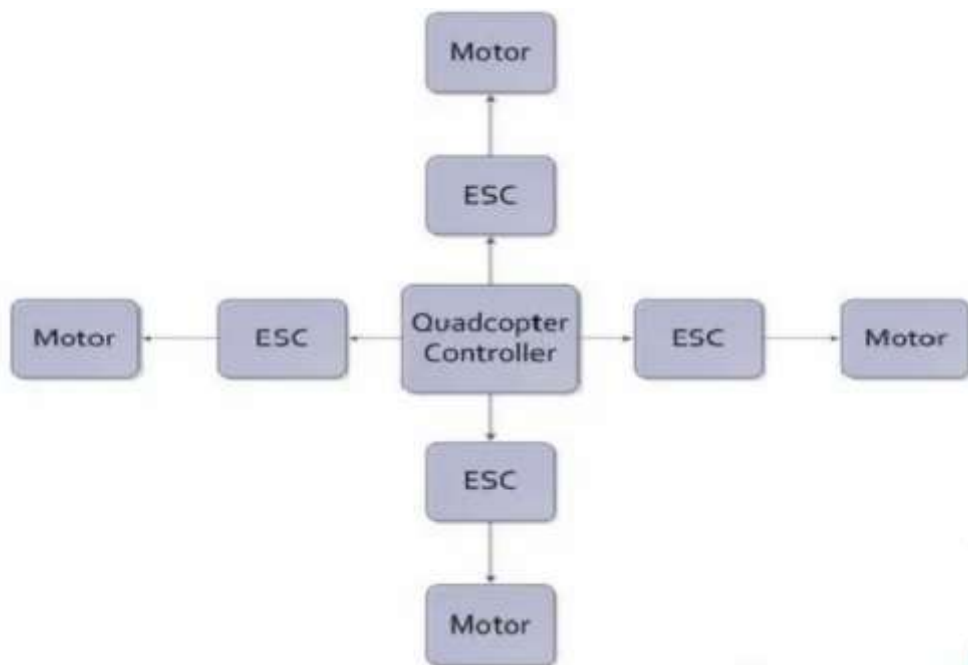 Motor
ESC
Motor
ESC
Quadcopter
Controller
ESC
Motor
ESC
Motor